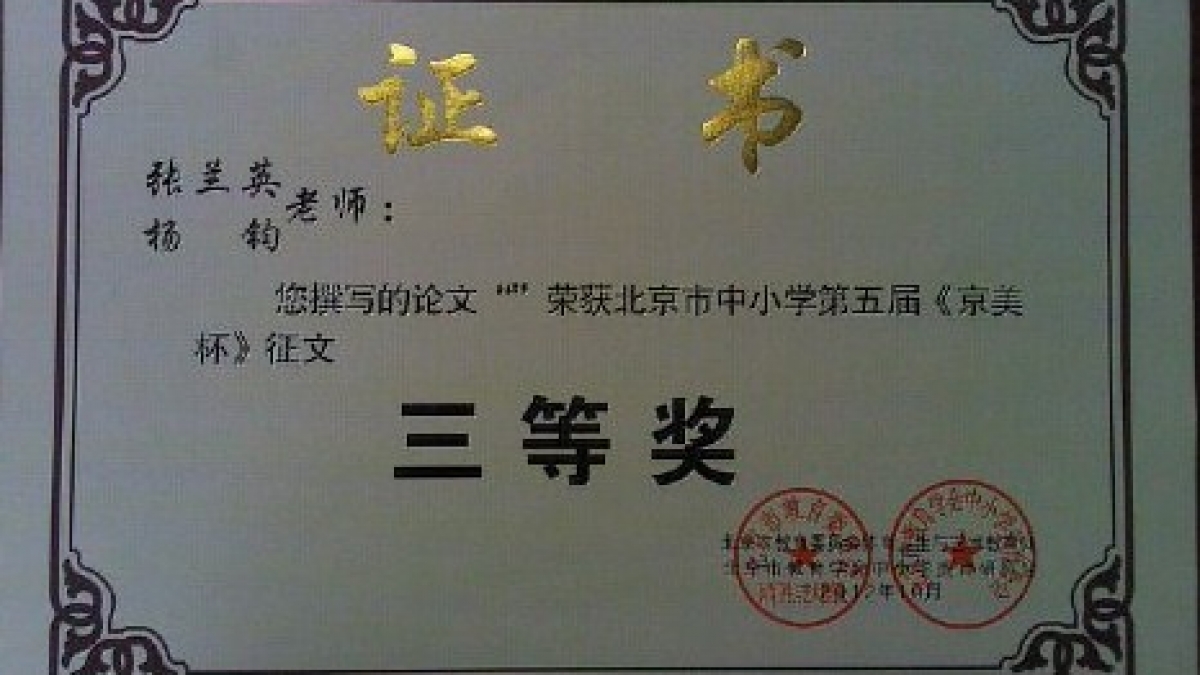 证书
张兰英
杨 钧 老师：
您撰写的论文“”荣获北京市中小学第五届《京美
杯》征文
三等奖